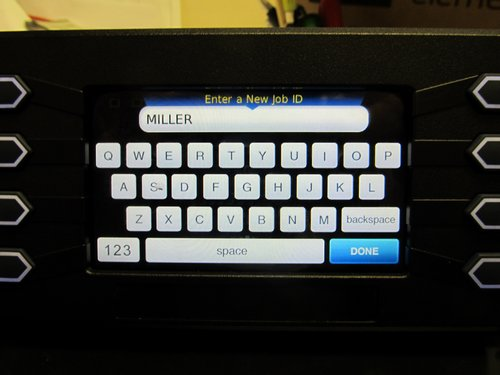 Enter a New Job ID
MILLER
Q W E R T Y U I O P
A S D F G H J K L
Z X C V B N M backspace
123 space DONE